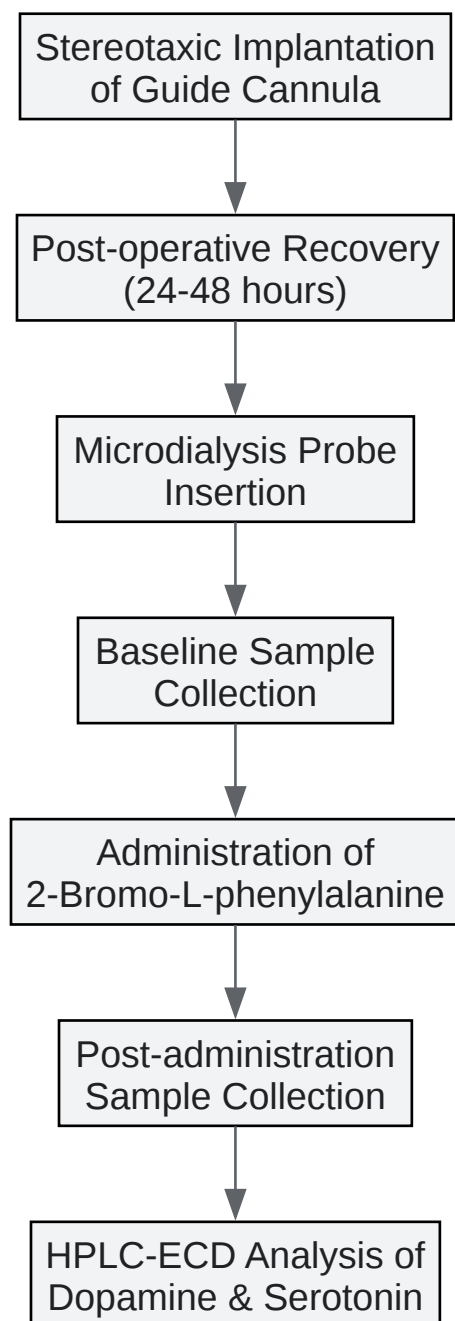 Stereotaxic Implantation
of Guide Cannula
Post-operative Recovery
(24-48 hours)
Microdialysis Probe
Insertion
Baseline Sample
Collection
Administration of
2-Bromo-L-phenylalanine
Post-administration
Sample Collection
HPLC-ECD Analysis of
Dopamine & Serotonin